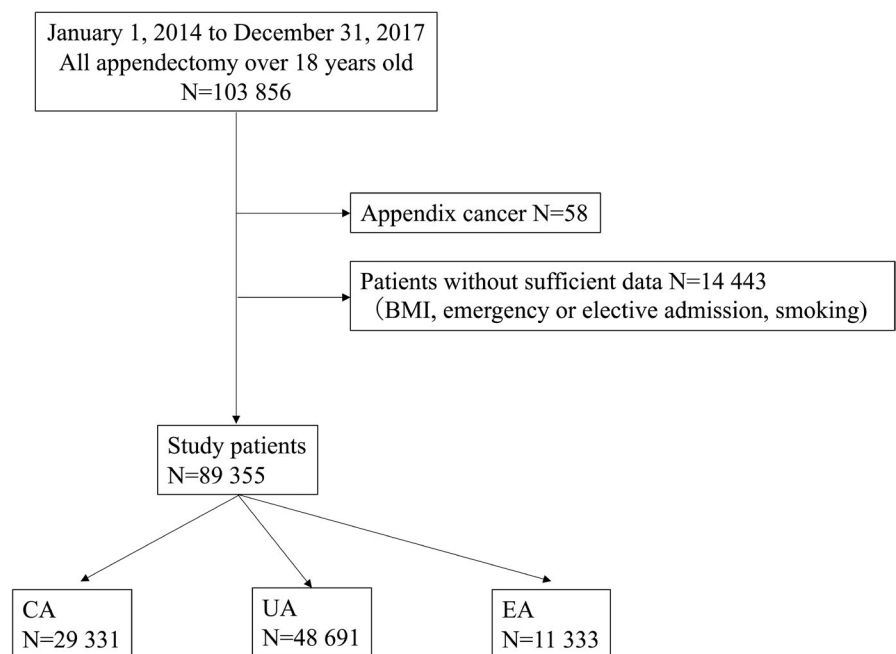 January 1, 2014 to December 31, 2017
All appendectomy over 18 years old
N=103 856
Appendix cancer N=58
Patients without sufficient data N=14 443
（BMI, emergency or elective admission, smoking)
Study patients
N=89 355
CA
N=29 331
UA
N=48 691
EA
N=11 333